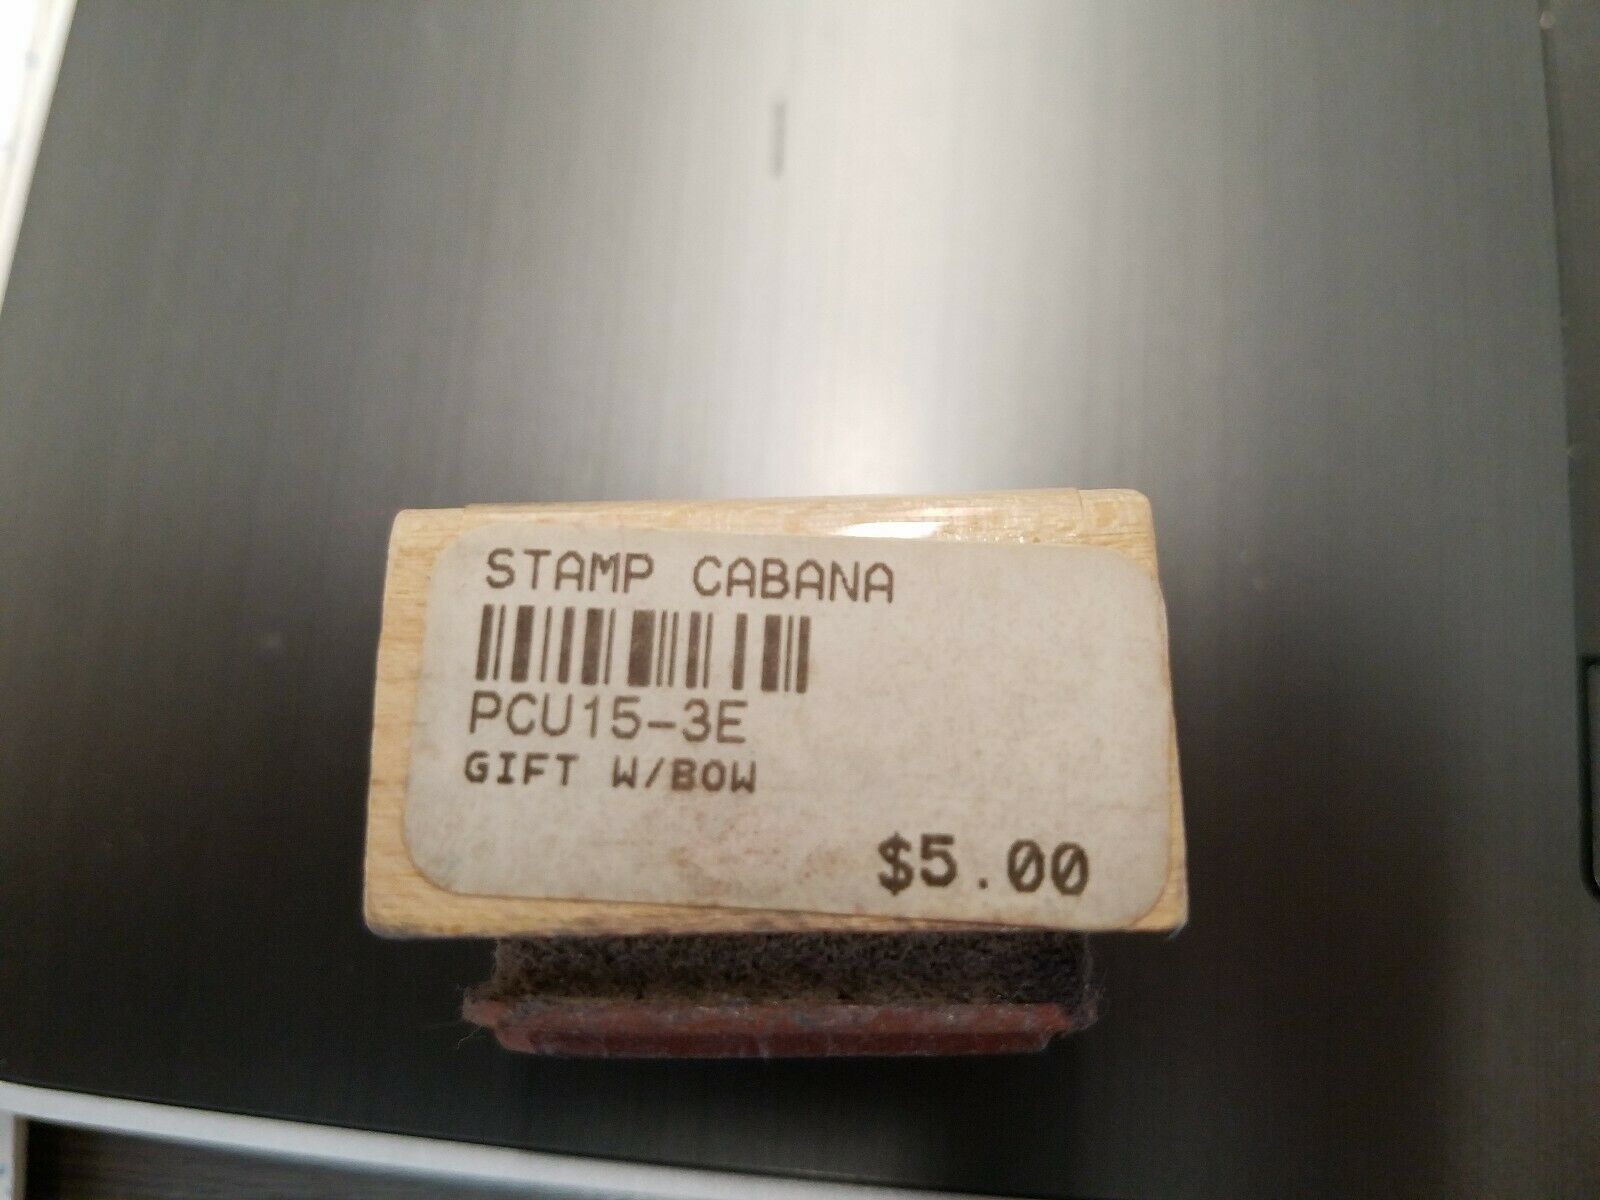 STAMP CABANA
PCU15-3E
GIFT W/BOW
$5.00